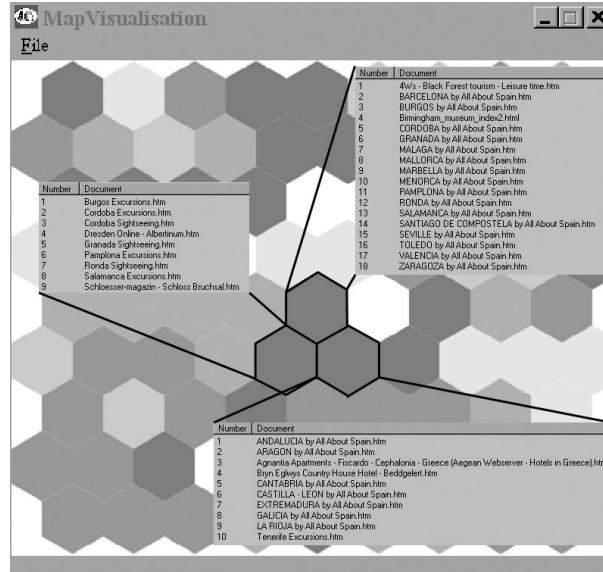 MapVisualisation
File
Number Document
1 4Ws - Black Forest tourism - Leisure time.htm
2 BARCELONA by All About Spain.htm
3 BURGOS by All About Spain.htm
4 Birmingham_museum_index2.html
5 CORDOBA by All About Spain.htm
6 GRANADA by All About Spain.htm
7 MALAGA by All About Spain.htm
8 MALLORCA by All About Spain.htm
9 MARBELLA by All About Spain.htm
10 MENORCA by All About Spain.htm
11 PAMPLONA by All About Spain.htm
12 RONDA by All About Spain.htm
13 SALAMANCA by All About Spain.htm
14 SANTIAGO DE COMPOSTELA by All About Spain.htm
15 SEVILLE by All About Spain.htm
16 TOLEDO by All About Spain.htm
17 VALENCIA by All About Spain.htm
18 ZARAGOZA by All About Spain.htm
Number Document
1 Burgos Excursions.htm
2 Cordoba Excursions.htm
3 Cordoba Sightseeing.htm
4 Dresden Online - Albertinum.htm
5 Granada Sightseeing.htm
6 Pamplona Excursions.htm
7 Ronda Sightseeing.htm
8 Salamanca Excursions.htm
9 Schloesser-magazin - Schloss Bruchsal.htm
Number Document
1 ANDALUCIA by All About Spain.htm
2 ARAGON by All About Spain.htm
3 Agnantia Apartments - Fiscardo - Cephalonia - Greece (Aegean Webserver - Hotels in Greece).htm
4 Bryn Eglwys Country House Hotel - Beddgelert.htm
5 CANTABRIA by All About Spain.htm
6 CASTILLA - LEON by All About Spain.htm
7 EXTREMADURA by All About Spain.htm
8 GALICIA by All About Spain.htm
9 LA RIOJA by All About Spain.htm
10 Tenerife Excursions.htm